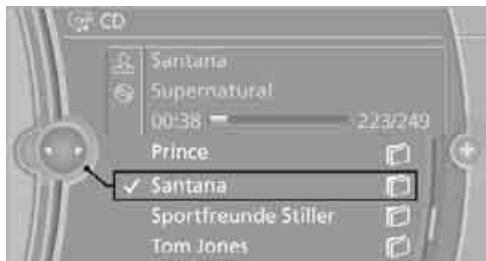 CD
Santana
Supernatural
00:38 223/249
Prince
Santana
Sportfreunde Stiller
Tom Jones